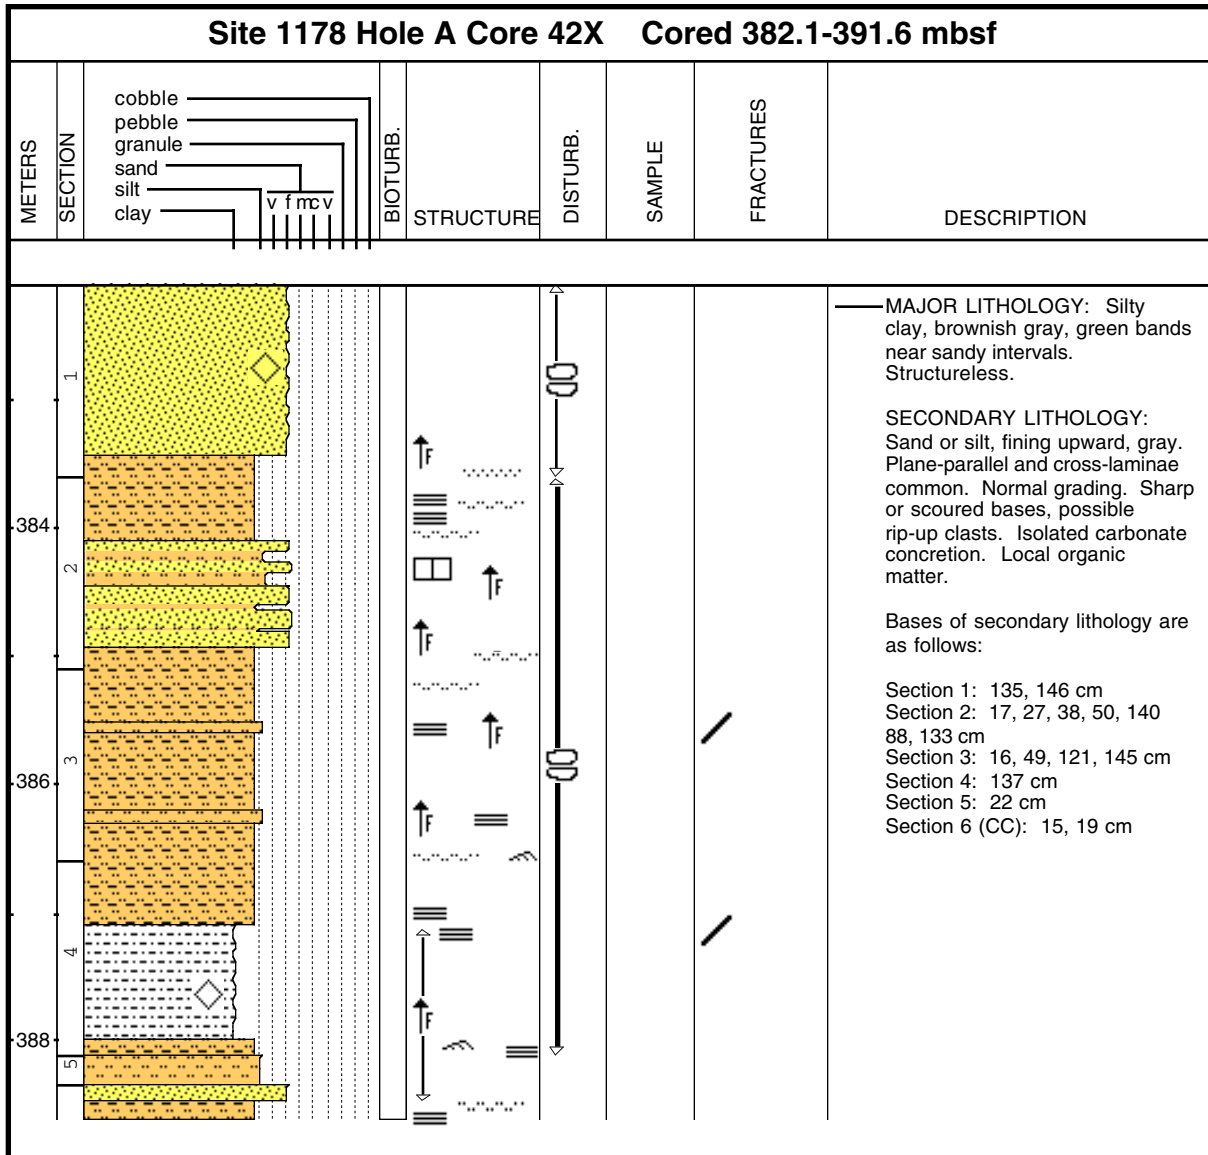 Site 1178 Hole A Core 42X Cored 382.1-391.6 mbsf
METERS
SECTION
cobble
pebble
granule
sand
silt
v f m c v
clay
BIOTURB.
STRUCTURE
DISTURB.
SAMPLE
FRACTURES
DESCRIPTION
1
2
3
4
5
384
386
388
F
F
F
F
F
F
MAJOR LITHOLOGY: Silty
clay, brownish gray, green bands
near sandy intervals.
Structureless.
SECONDARY LITHOLOGY:
Sand or silt, fining upward, gray.
Plane-parallel and cross-laminae
common. Normal grading. Sharp
or scoured bases, possible
rip-up clasts. Isolated carbonate
concretion. Local organic
matter.
Bases of secondary lithology are
as follows:
Section 1: 135, 146 cm
Section 2: 17, 27, 38, 50, 140
88, 133 cm
Section 3: 16, 49, 121, 145 cm
Section 4: 137 cm
Section 5: 22 cm
Section 6 (CC): 15, 19 cm